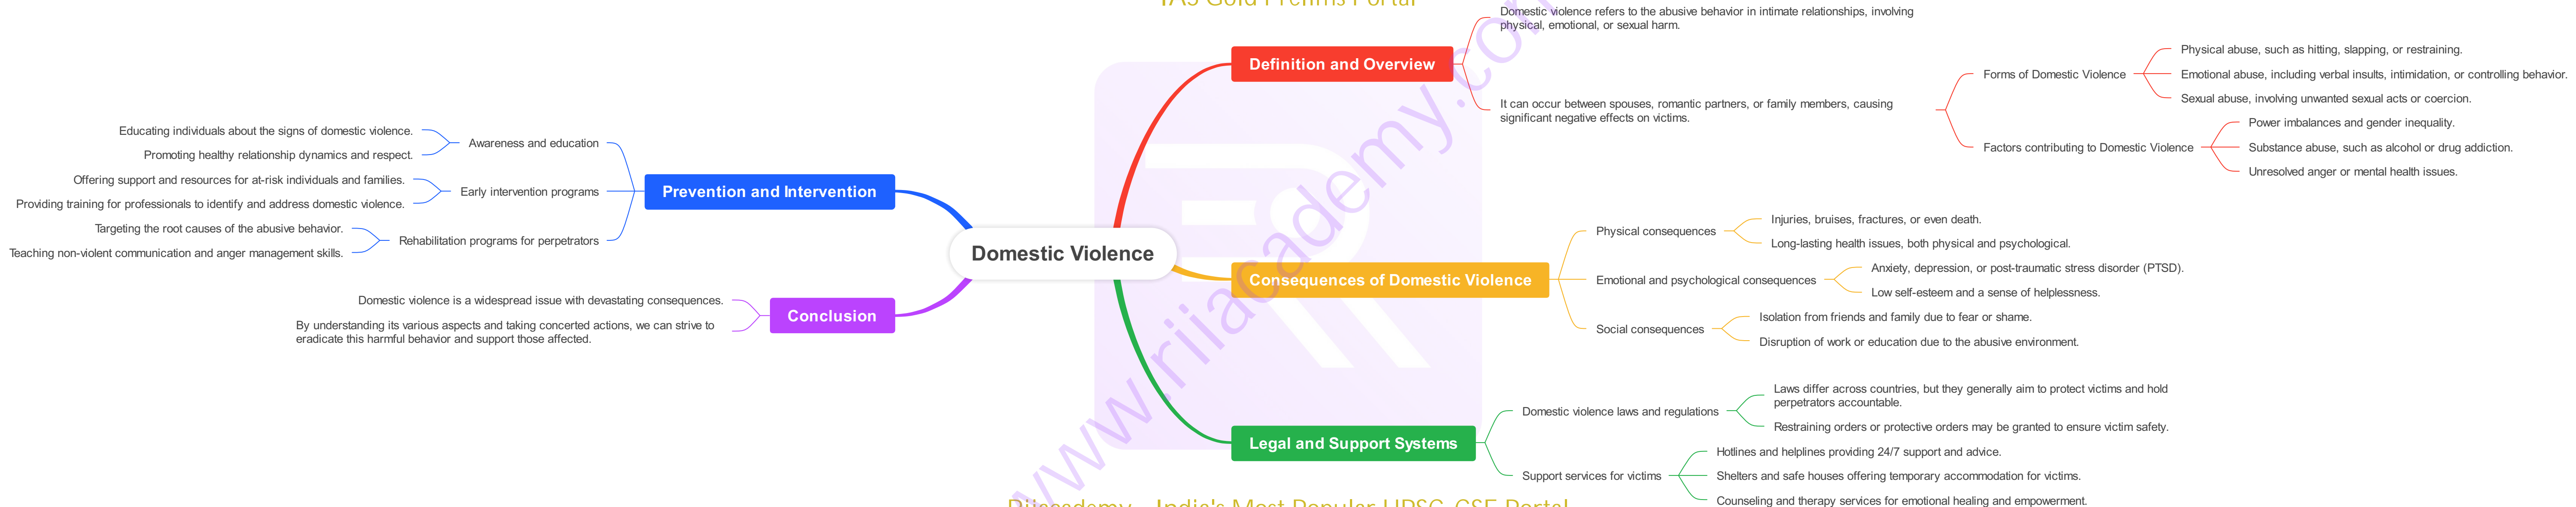 IAS Gold Prelims Portal
Domestic Violence
Definition and Overview
Domestic violence refers to the abusive behavior in intimate relationships, involving
physical, emotional, or sexual harm.
It can occur between spouses, romantic partners, or family members, causing
significant negative effects on victims.
Forms of Domestic Violence
Physical abuse, such as hitting, slapping, or restraining.
Emotional abuse, including verbal insults, intimidation, or controlling behavior.
Sexual abuse, involving unwanted sexual acts or coercion.
Factors contributing to Domestic Violence
Power imbalances and gender inequality.
Substance abuse, such as alcohol or drug addiction.
Unresolved anger or mental health issues.
Consequences of Domestic Violence
Physical consequences
Injuries, bruises, fractures, or even death.
Long-lasting health issues, both physical and psychological.
Emotional and psychological consequences
Anxiety, depression, or post-traumatic stress disorder (PTSD).
Low self-esteem and a sense of helplessness.
Social consequences
Isolation from friends and family due to fear or shame.
Disruption of work or education due to the abusive environment.
Legal and Support Systems
Domestic violence laws and regulations
Laws differ across countries, but they generally aim to protect victims and hold
perpetrators accountable.
Restraining orders or protective orders may be granted to ensure victim safety.
Support services for victims
Hotlines and helplines providing 24/7 support and advice.
Shelters and safe houses offering temporary accommodation for victims.
Counseling and therapy services for emotional healing and empowerment.
Prevention and Intervention
Awareness and education
Educating individuals about the signs of domestic violence.
Promoting healthy relationship dynamics and respect.
Early intervention programs
Offering support and resources for at-risk individuals and families.
Providing training for professionals to identify and address domestic violence.
Rehabilitation programs for perpetrators
Targeting the root causes of the abusive behavior.
Teaching non-violent communication and anger management skills.
Conclusion
Domestic violence is a widespread issue with devastating consequences.
By understanding its various aspects and taking concerted actions, we can strive to
eradicate this harmful behavior and support those affected.
www.riiacademy.com
Riiacademy - India's Most Popular UPSC-CSE Portal